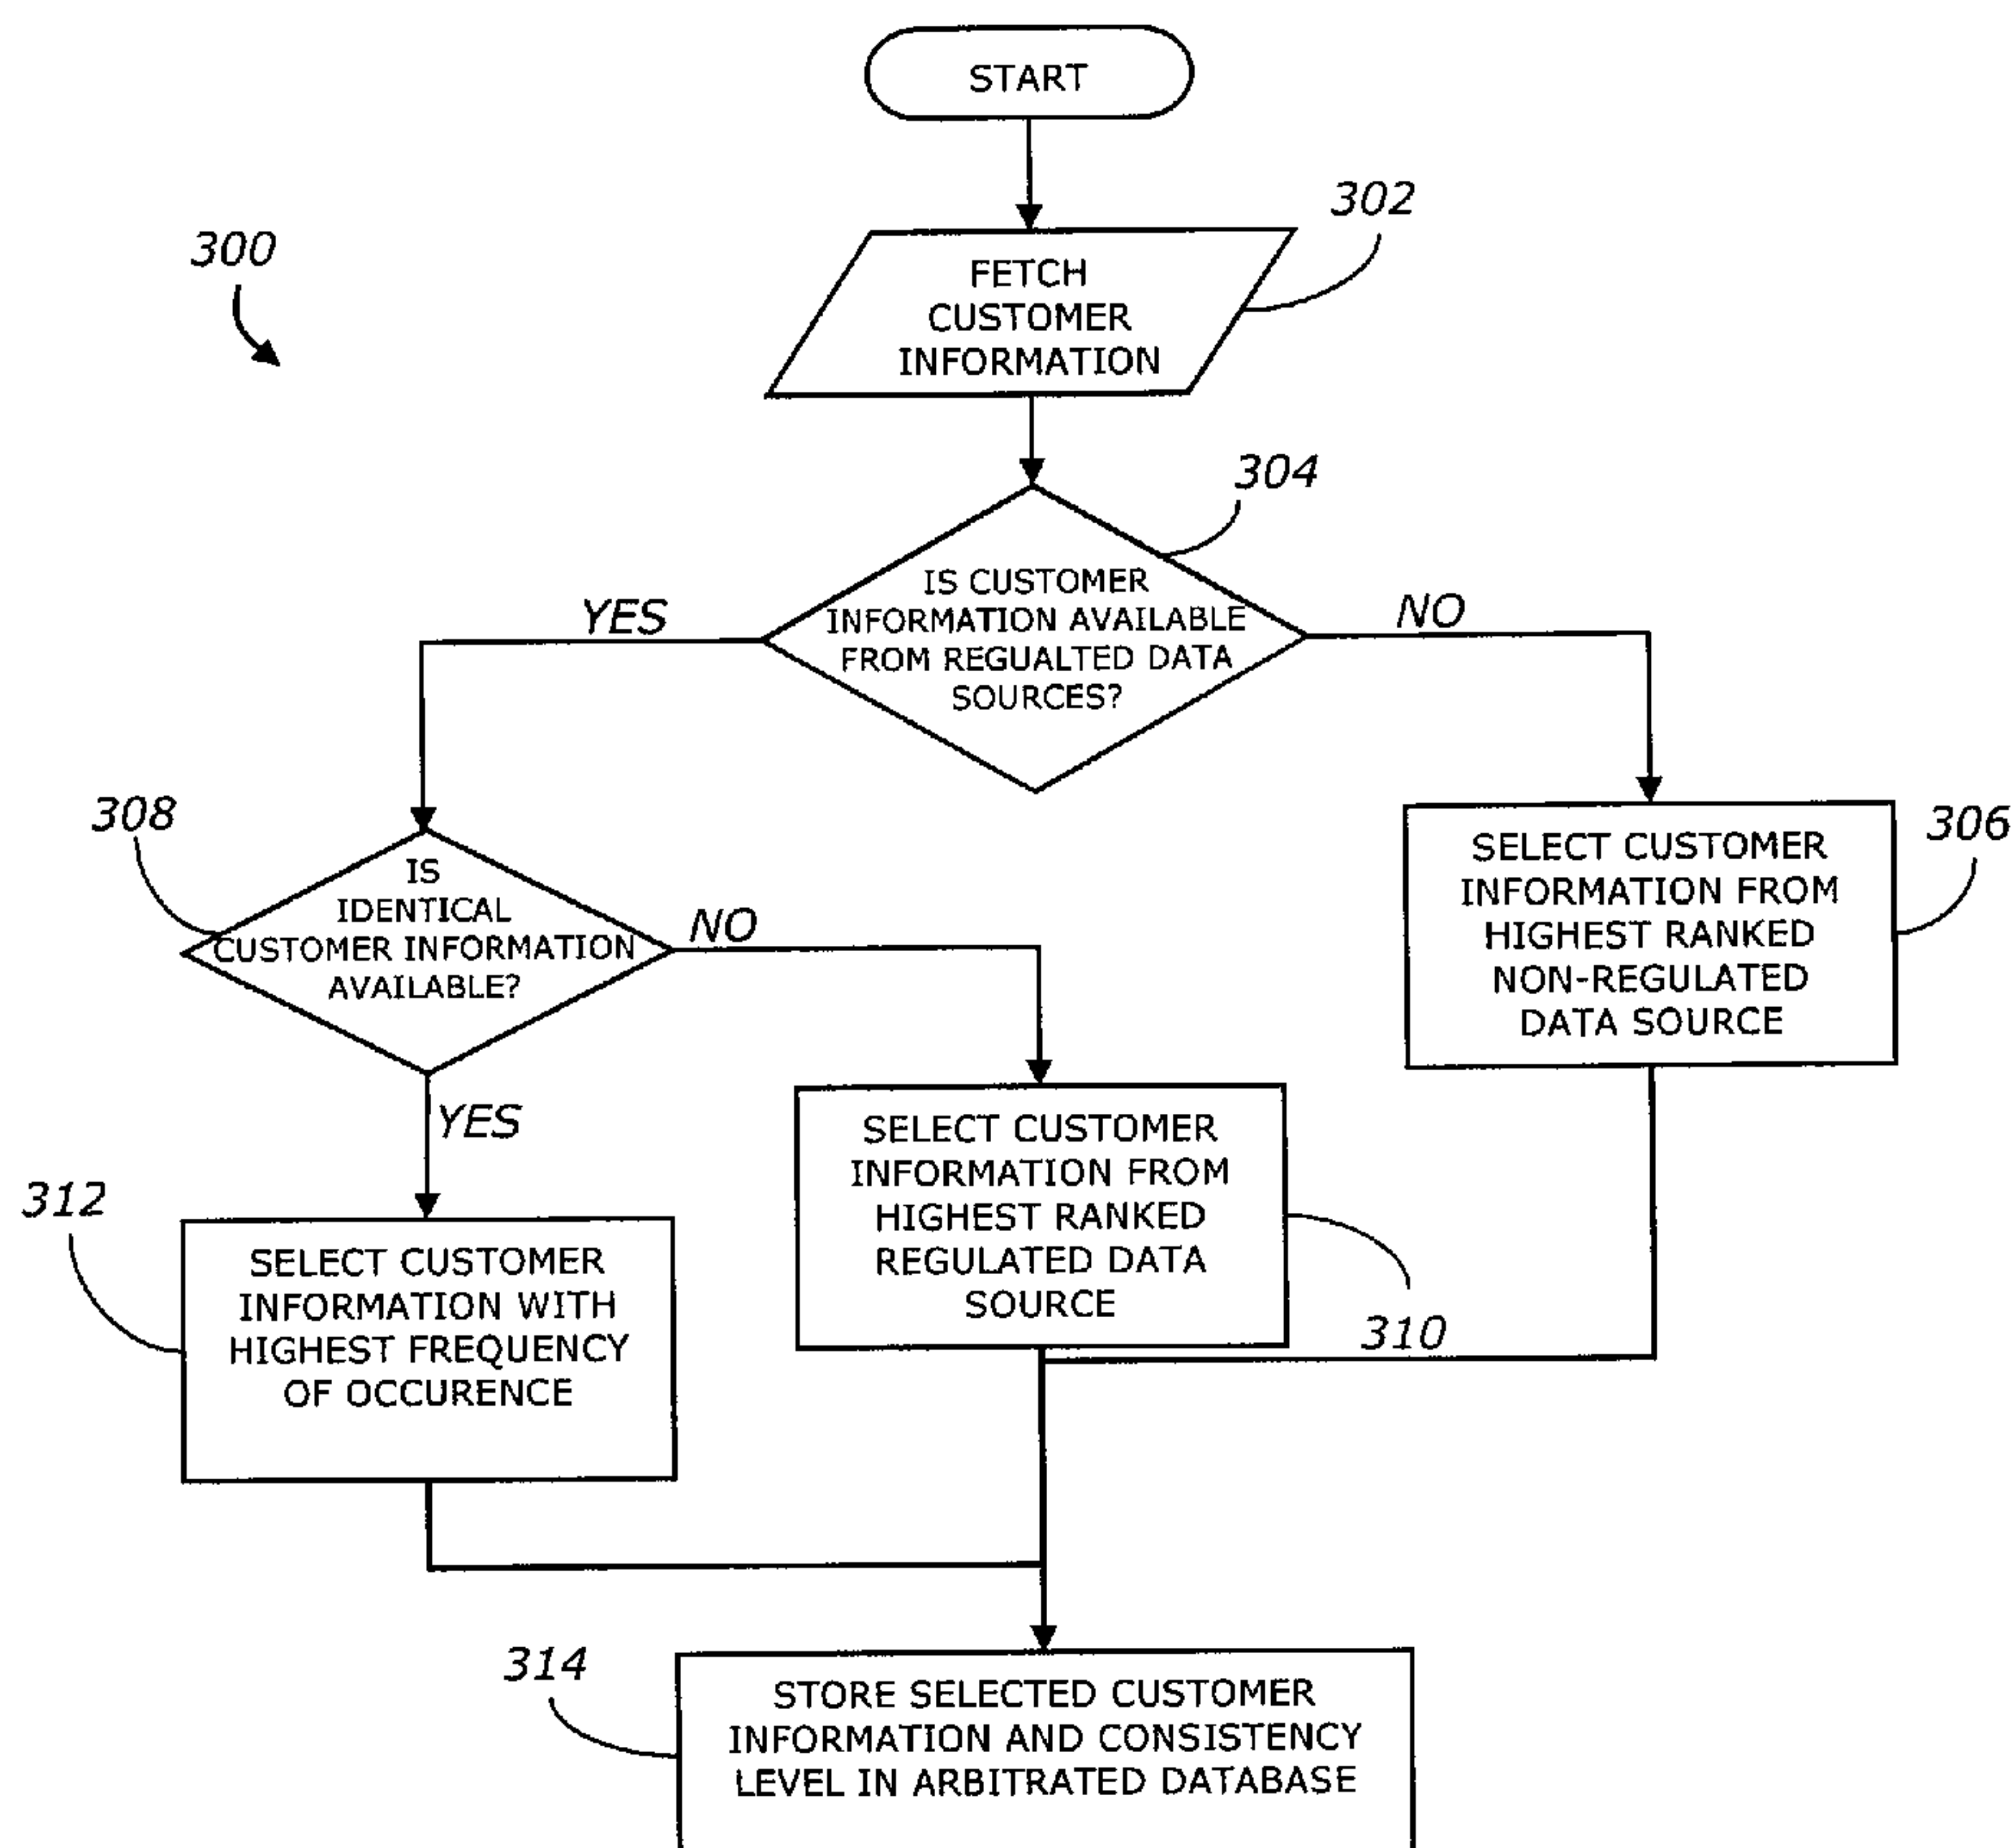 START
302
300
FETCH
CUSTOMER
INFORMATION
304
IS CUSTOMER
INFORMATION AVAILABLE
FROM REGUALTED DATA
SOURCES?
YES
NO
308
IS
IDENTICAL
CUSTOMER INFORMATION
AVAILABLE?
NO
YES
306
SELECT CUSTOMER
INFORMATION FROM
HIGHEST RANKED
NON-REGULATED
DATA SOURCE
SELECT CUSTOMER
INFORMATION FROM
HIGHEST RANKED
REGULATED DATA
SOURCE
310
312
SELECT CUSTOMER
INFORMATION WITH
HIGHEST FREQUENCY
OF OCCURENCE
314
STORE SELECTED CUSTOMER
INFORMATION AND CONSISTENCY
LEVEL IN ARBITRATED DATABASE